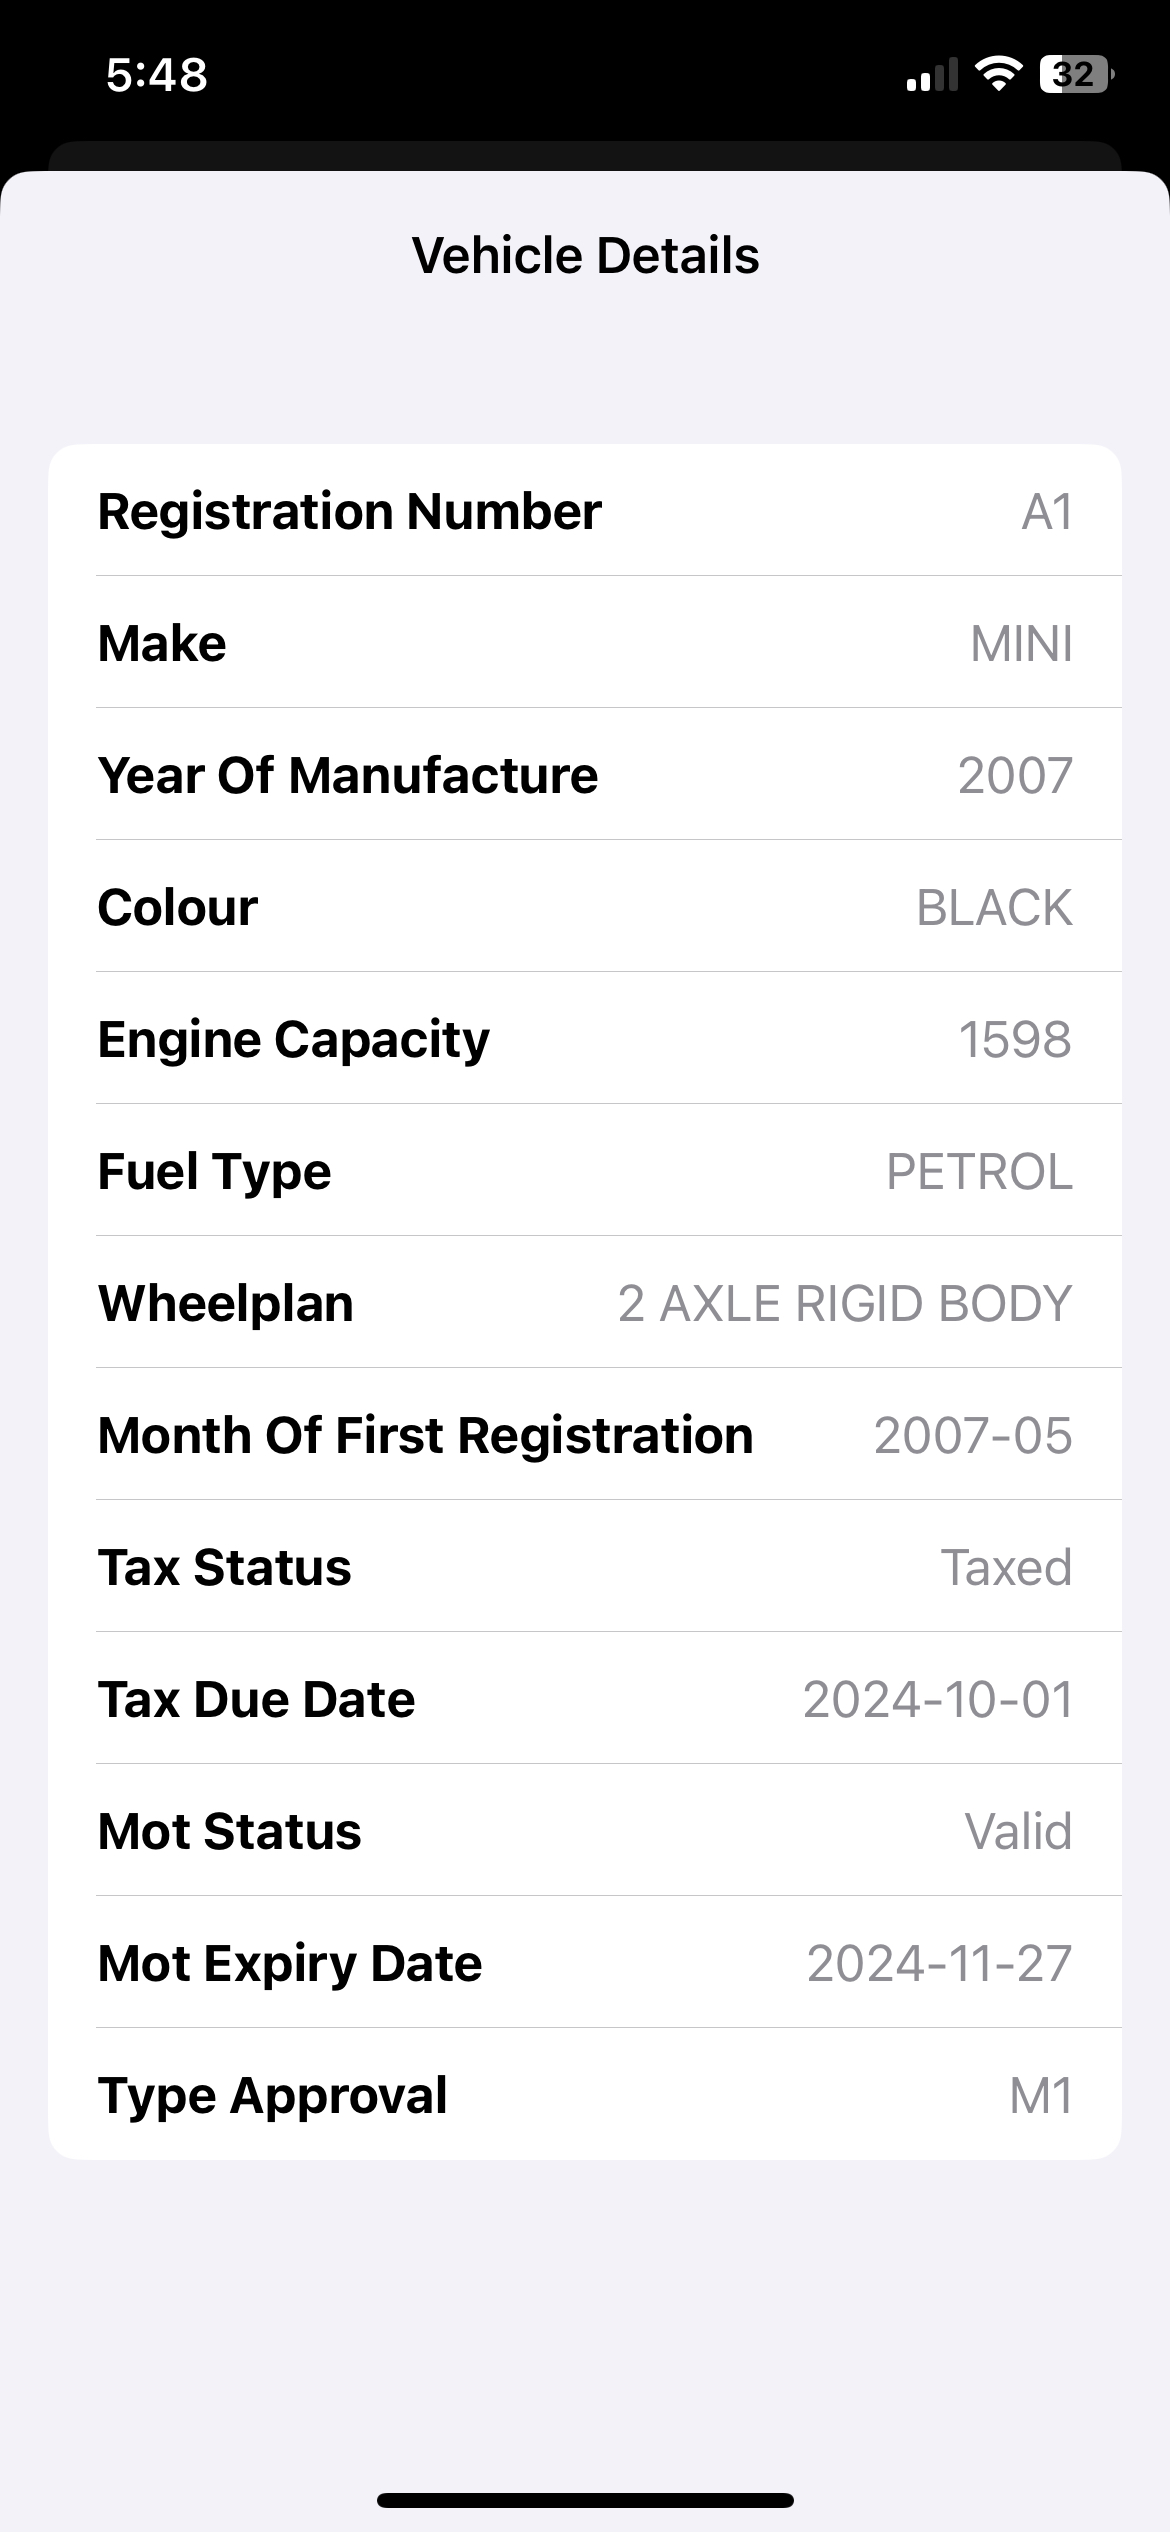 5:48
32
Vehicle Details
Registration Number A1
Make MINI
Year Of Manufacture 2007
Colour BLACK
Engine Capacity 1598
Fuel Type PETROL
Wheelplan 2 AXLE RIGID BODY
Month Of First Registration 2007-05
Tax Status Taxed
Tax Due Date 2024-10-01
Mot Status Valid
Mot Expiry Date 2024-11-27
Type Approval M1